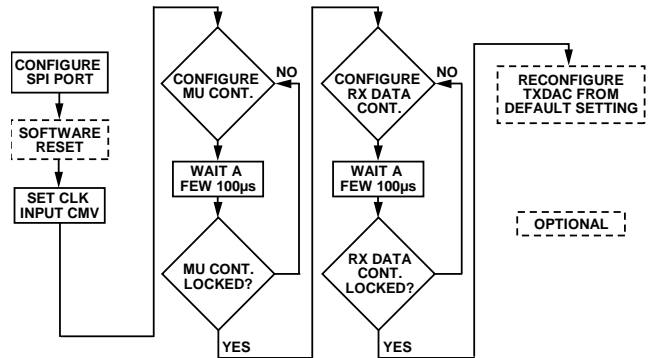 CONFIGURE
SPI PORT
SOFTWARE
RESET
SET CLK
INPUT CMV
CONFIGURE
MU CONT.
NO
WAIT A
FEW 100µs
MU CONT.
LOCKED?
YES
CONFIGURE
RX DATA
CONT.
NO
WAIT A
FEW 100µs
RX DATA
CONT.
LOCKED?
YES
RECONFIGURE
TXDAC FROM
DEFAULT SETTING
OPTIONAL